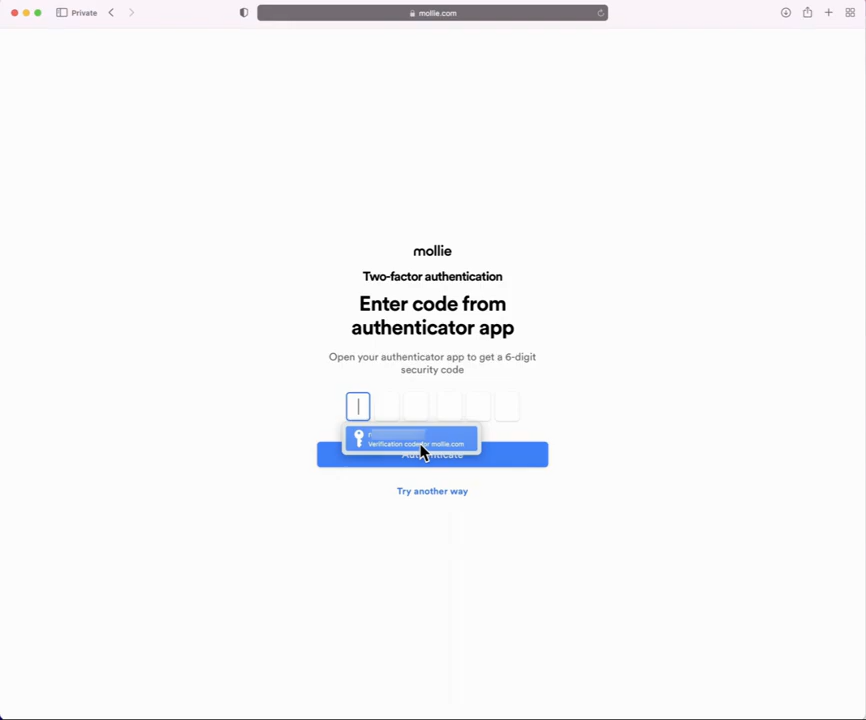 Private
mollie.com
mollie
Two-factor authentication
Enter code from
authenticator app
Open your authenticator app to get a 6-digit
security code
Verification code for mollie.com
Authenticate
Try another way